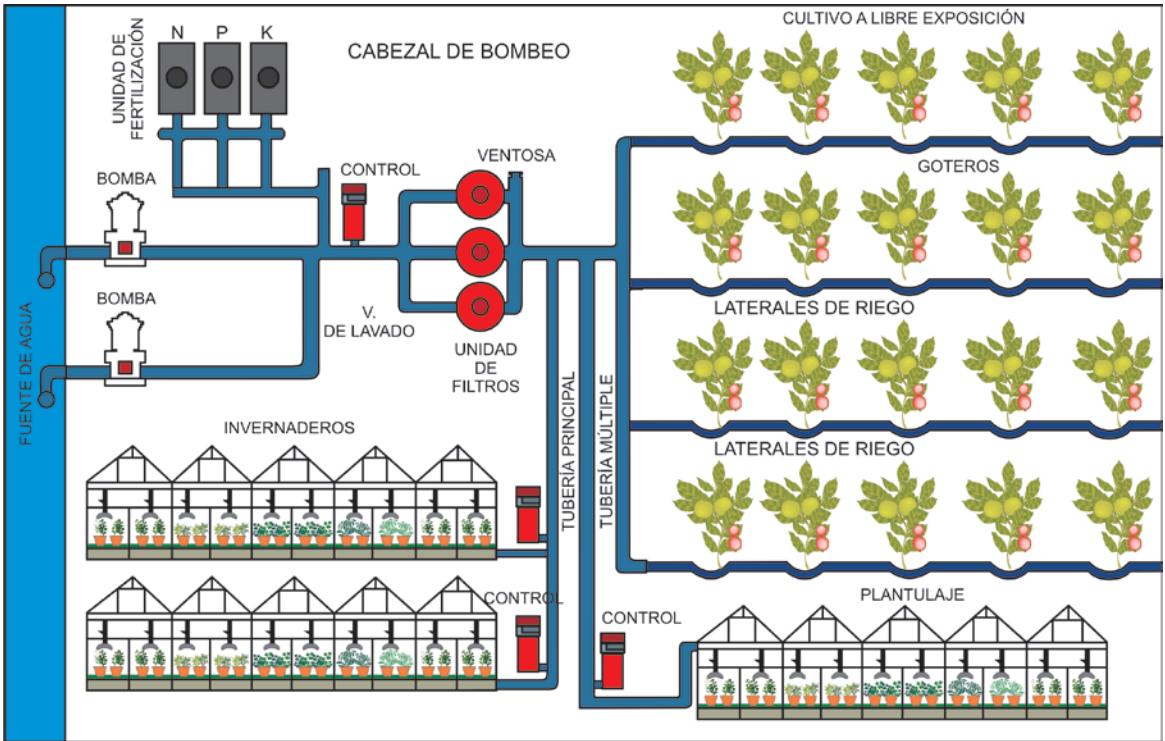 CULTIVO A LIBRE EXPOSICIÓN
N P K
UNIDAD DE
FERTILIZACIÓN
CABEZAL DE BOMBEO
VENTOSA
CONTROL
BOMBA
GOTEROS
BOMBA
V.
DE LAVADO
UNIDAD
DE
FILTROS
LATERALES DE RIEGO
FUENTE DE AGUA
INVERNADEROS
TUBERÍA PRINCIPAL
TUBERÍA MÚLTIPLE
LATERALES DE RIEGO
CONTROL
CONTROL
PLANTULAJE